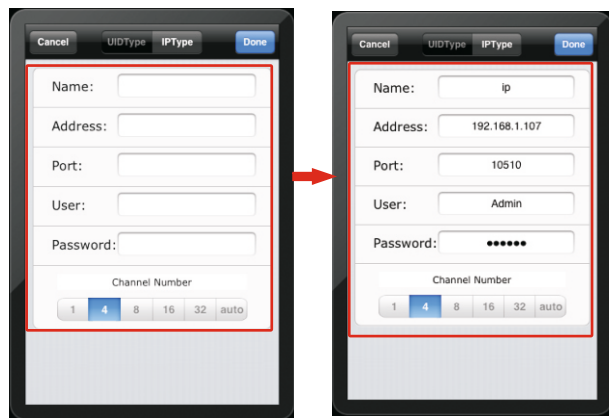 Cancel UIDType IPType Done
Name:
Address:
Port:
User:
Password:
Channel Number
1 4 8 16 32 auto
Cancel UIDType IPType Done
Name: ip
Address: 192.168.1.107
Port: 10510
User: Admin
Password: ●●●●●●
Channel Number
1 4 8 16 32 auto